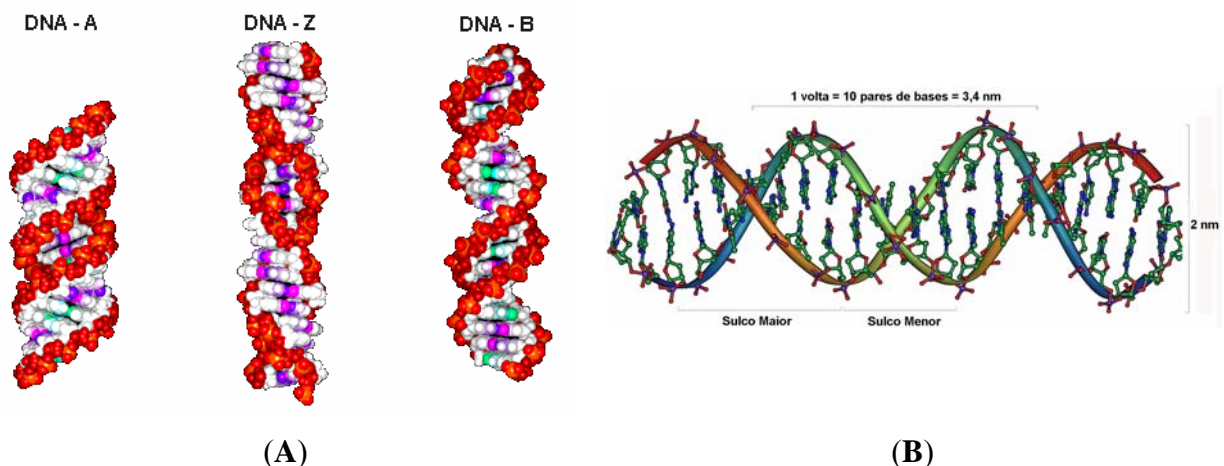 DNA - A
DNA - Z
DNA - B
1 volta = 10 pares de bases = 3,4 nm
2 nm
Sulco Maior
Sulco Menor
(A)
(B)